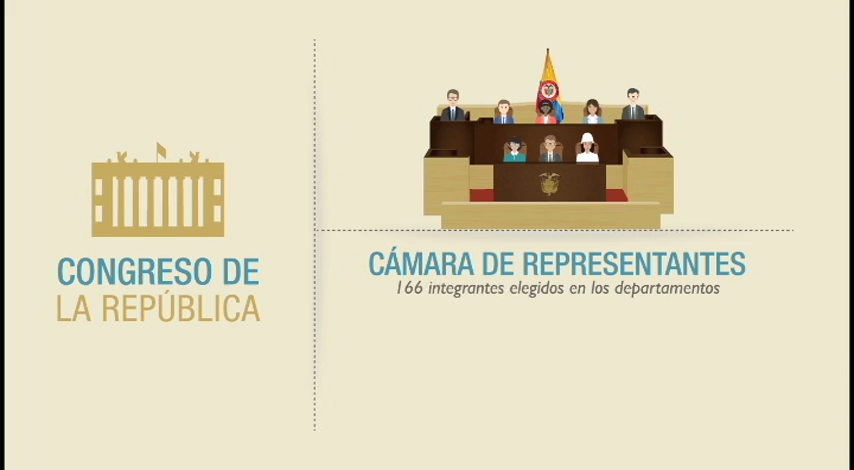 CONGRESO DE
LA REPÚBLICA
CÁMARA DE REPRESENTANTES
166 integrantes elegidos en los departamentos